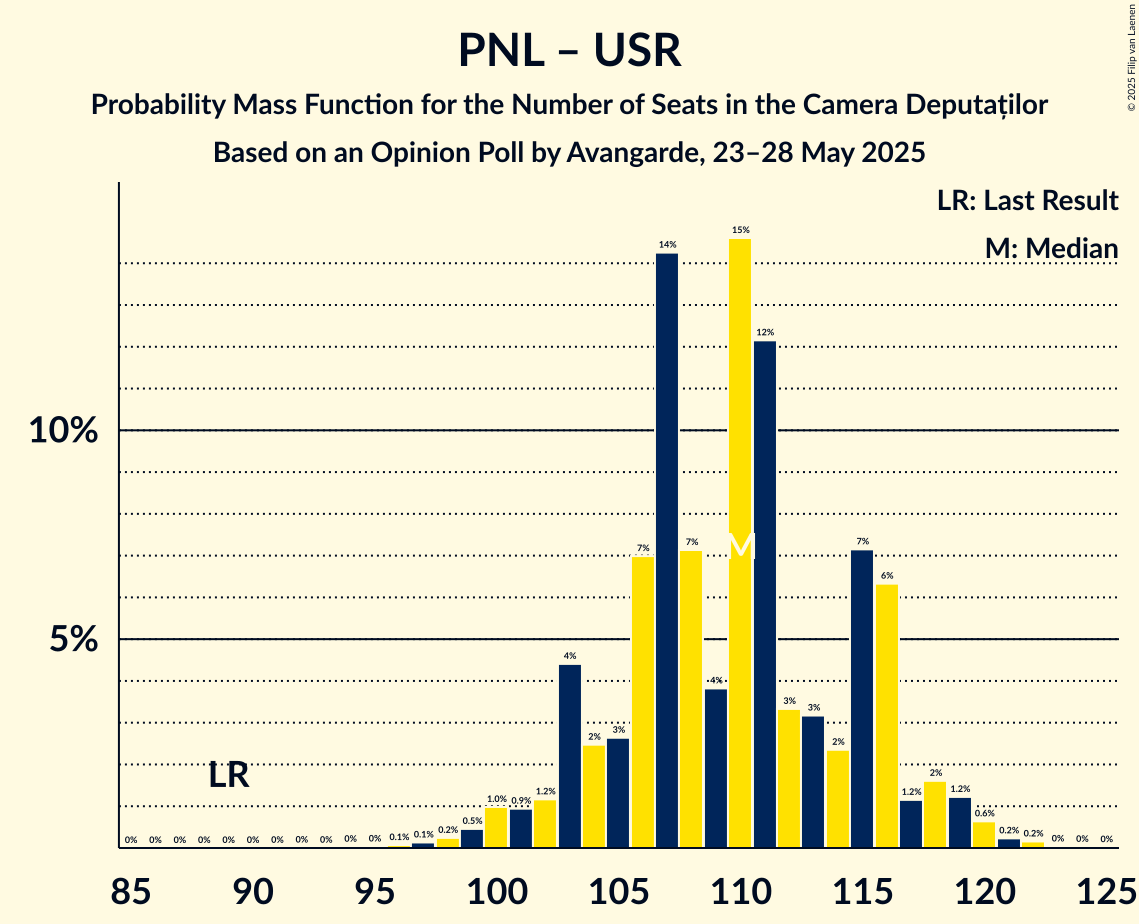 PNL – USR
Probability Mass Function for the Number of Seats in the Camera Deputaților
Based on an Opinion Poll by Avangarde, 23–28 May 2025
© 2025 Filip van Laenen
LR: Last Result
M: Median
10%
5%
0% 0% 0% 0% 0% 0% 0% 0% 0% 0% 0% 0.1% 0.1% 0.2% 0.5% 1.0% 0.9% 1.2% 4% 2% 3% 7% 14% 7% 4% 15% 12% 3% 3% 2% 7% 6% 1.2% 2% 1.2% 0.6% 0.2% 0.2% 0% 0% 0%
M
LR
85 90 95 100 105 110 115 120 125